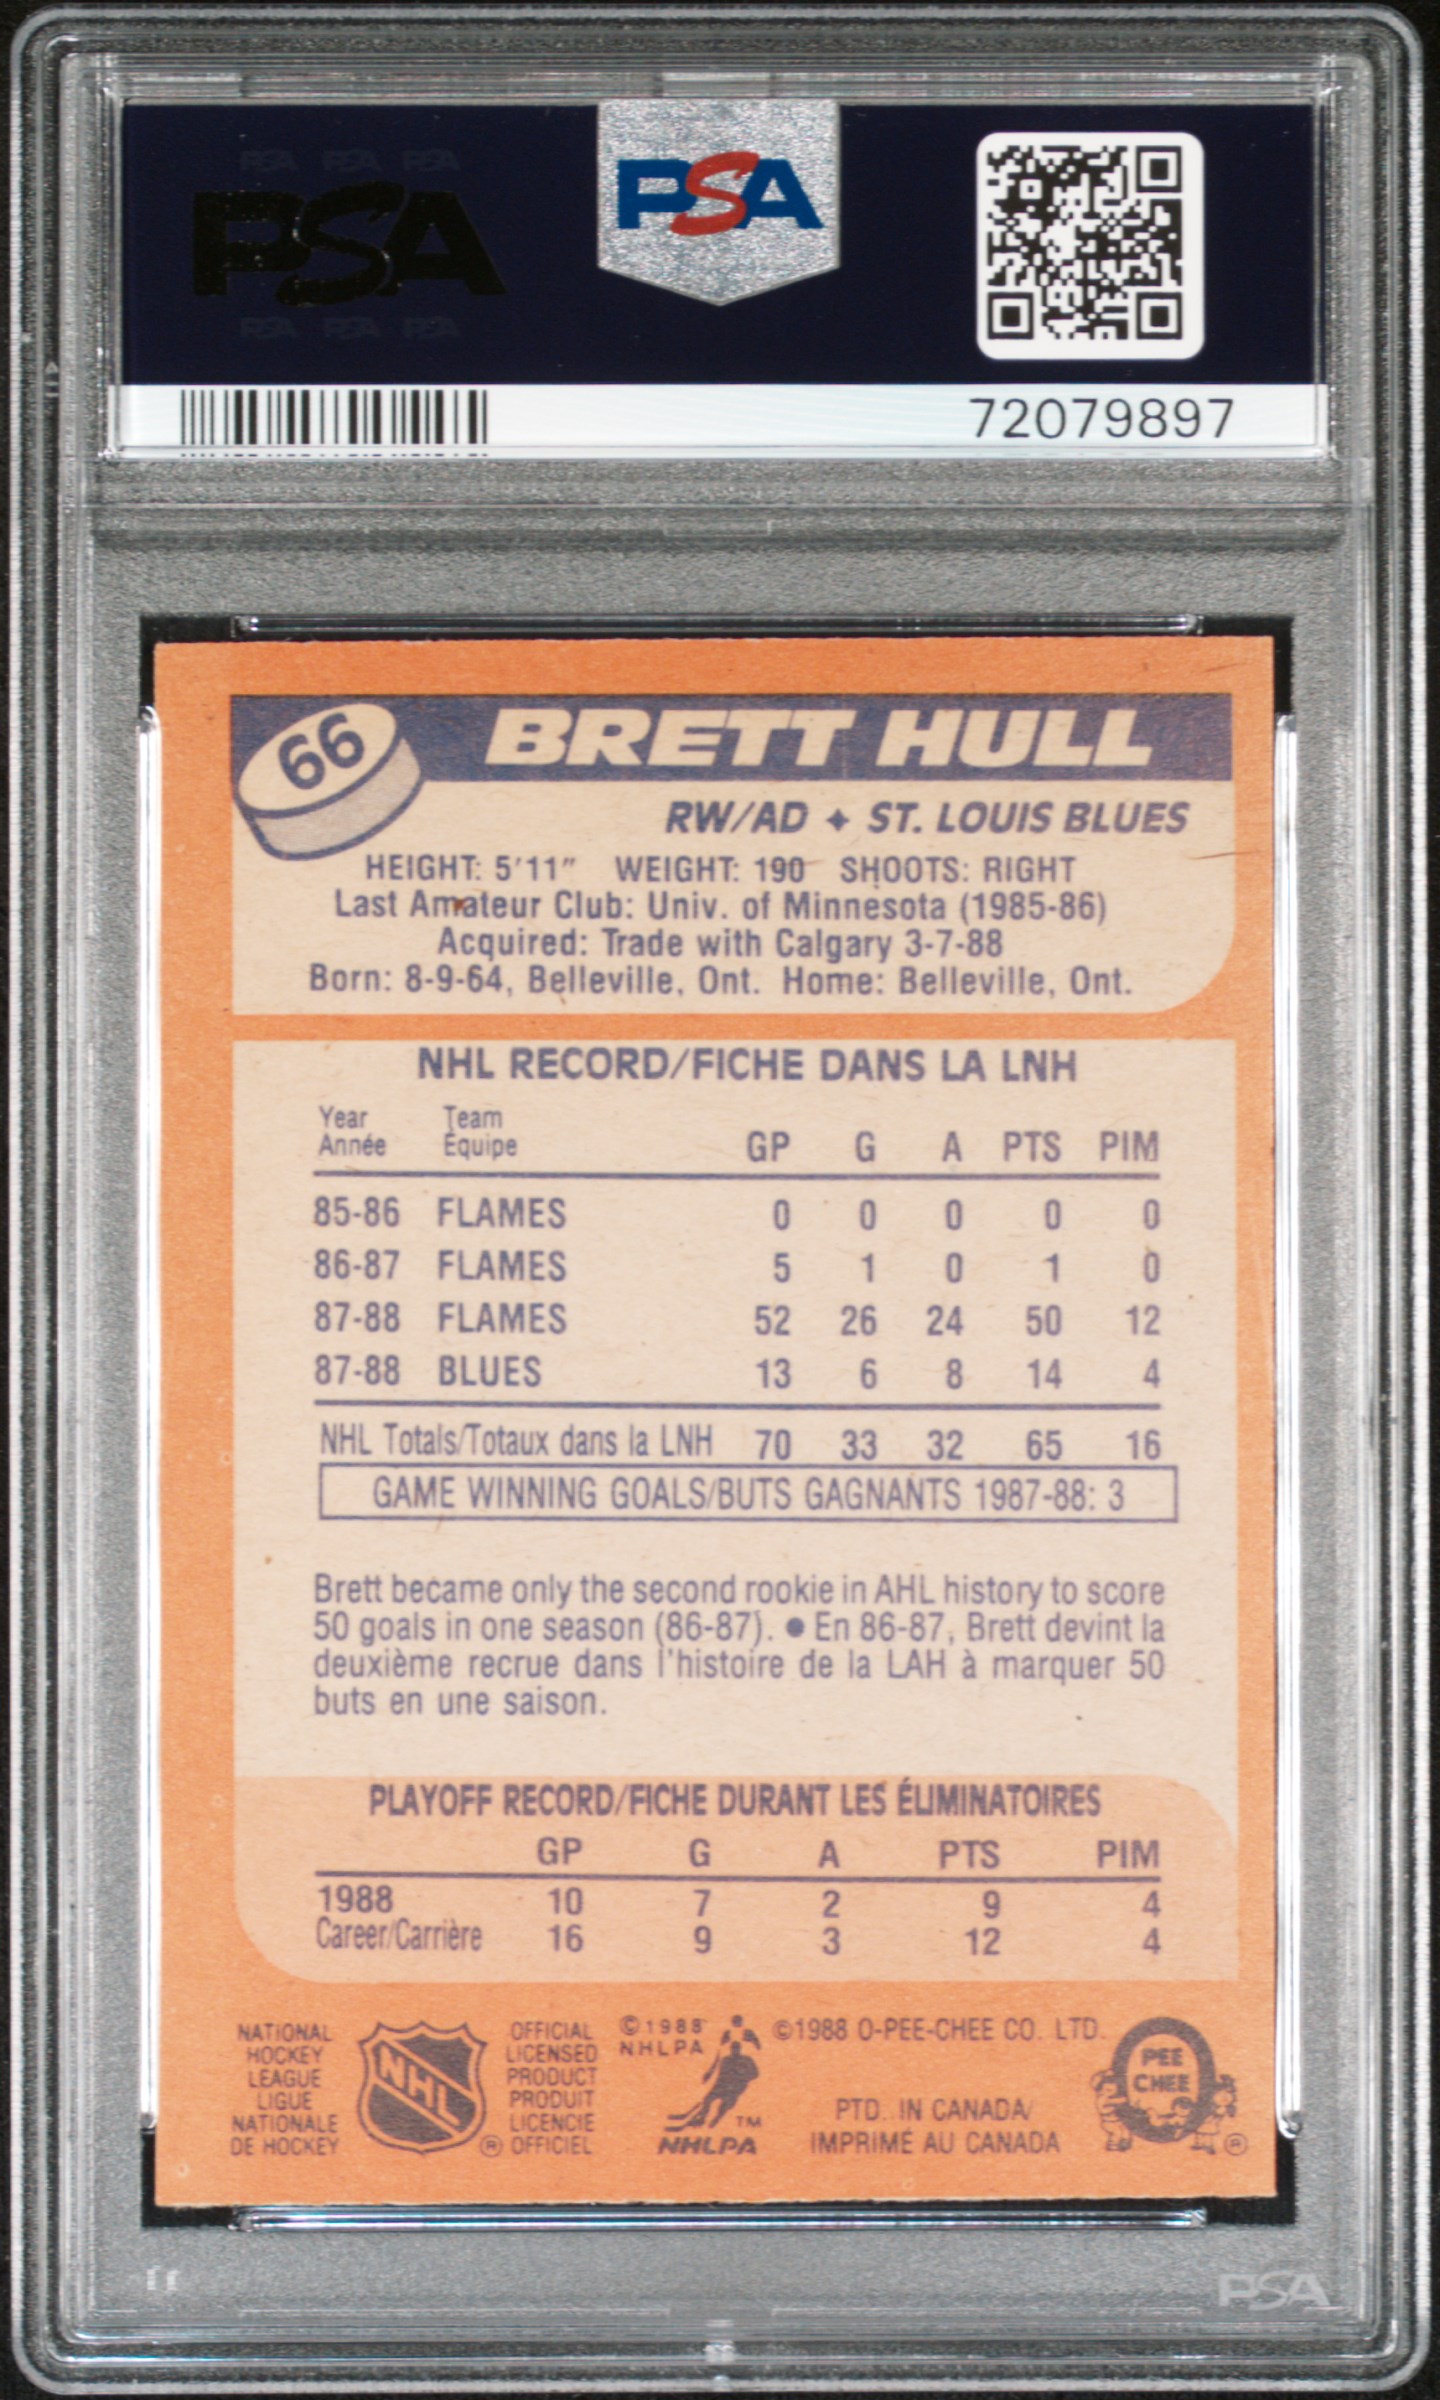 PSA PSA PSA
PSA
PSA PSA PSA
PSA
72079897
66
BRETT HULL
RW/AD ✦ ST. LOUIS BLUES
HEIGHT: 5'11" WEIGHT: 190 SHOOTS: RIGHT
Last Amateur Club: Univ. of Minnesota (1985-86)
Acquired: Trade with Calgary 3-7-88
Born: 8-9-64, Belleville, Ont. Home: Belleville, Ont.
NHL RECORD/FICHE DANS LA LNH
Year Team
Année Équipe GP G A PTS PIM
85-86 FLAMES 0 0 0 0 0
86-87 FLAMES 5 1 0 1 0
87-88 FLAMES 52 26 24 50 12
87-88 BLUES 13 6 8 14 4
NHL Totals/Totaux dans la LNH 70 33 32 65 16
GAME WINNING GOALS/BUTS GAGNANTS 1987-88: 3
Brett became only the second rookie in AHL history to score
50 goals in one season (86-87). ● En 86-87, Brett devint la
deuxième recrue dans l'histoire de la LAH à marquer 50
buts en une saison.
PLAYOFF RECORD/FICHE DURANT LES ÉLIMINATOIRES
GP G A PTS PIM
1988 10 7 2 9 4
Career/Carrière 16 9 3 12 4
NATIONAL
HOCKEY
LEAGUE
LIGUE
NATIONALE
DE HOCKEY
NHL
®
OFFICIAL
LICENSED
PRODUCT
PRODUIT
LICENCIE
OFFICIEL
©1988
NHLPA
TM
NHLPA
©1988 O-PEE-CHEE CO. LTD.
PTD. IN CANADA/
IMPRIMÉ AU CANADA
PEE
CHEE
®
PSA